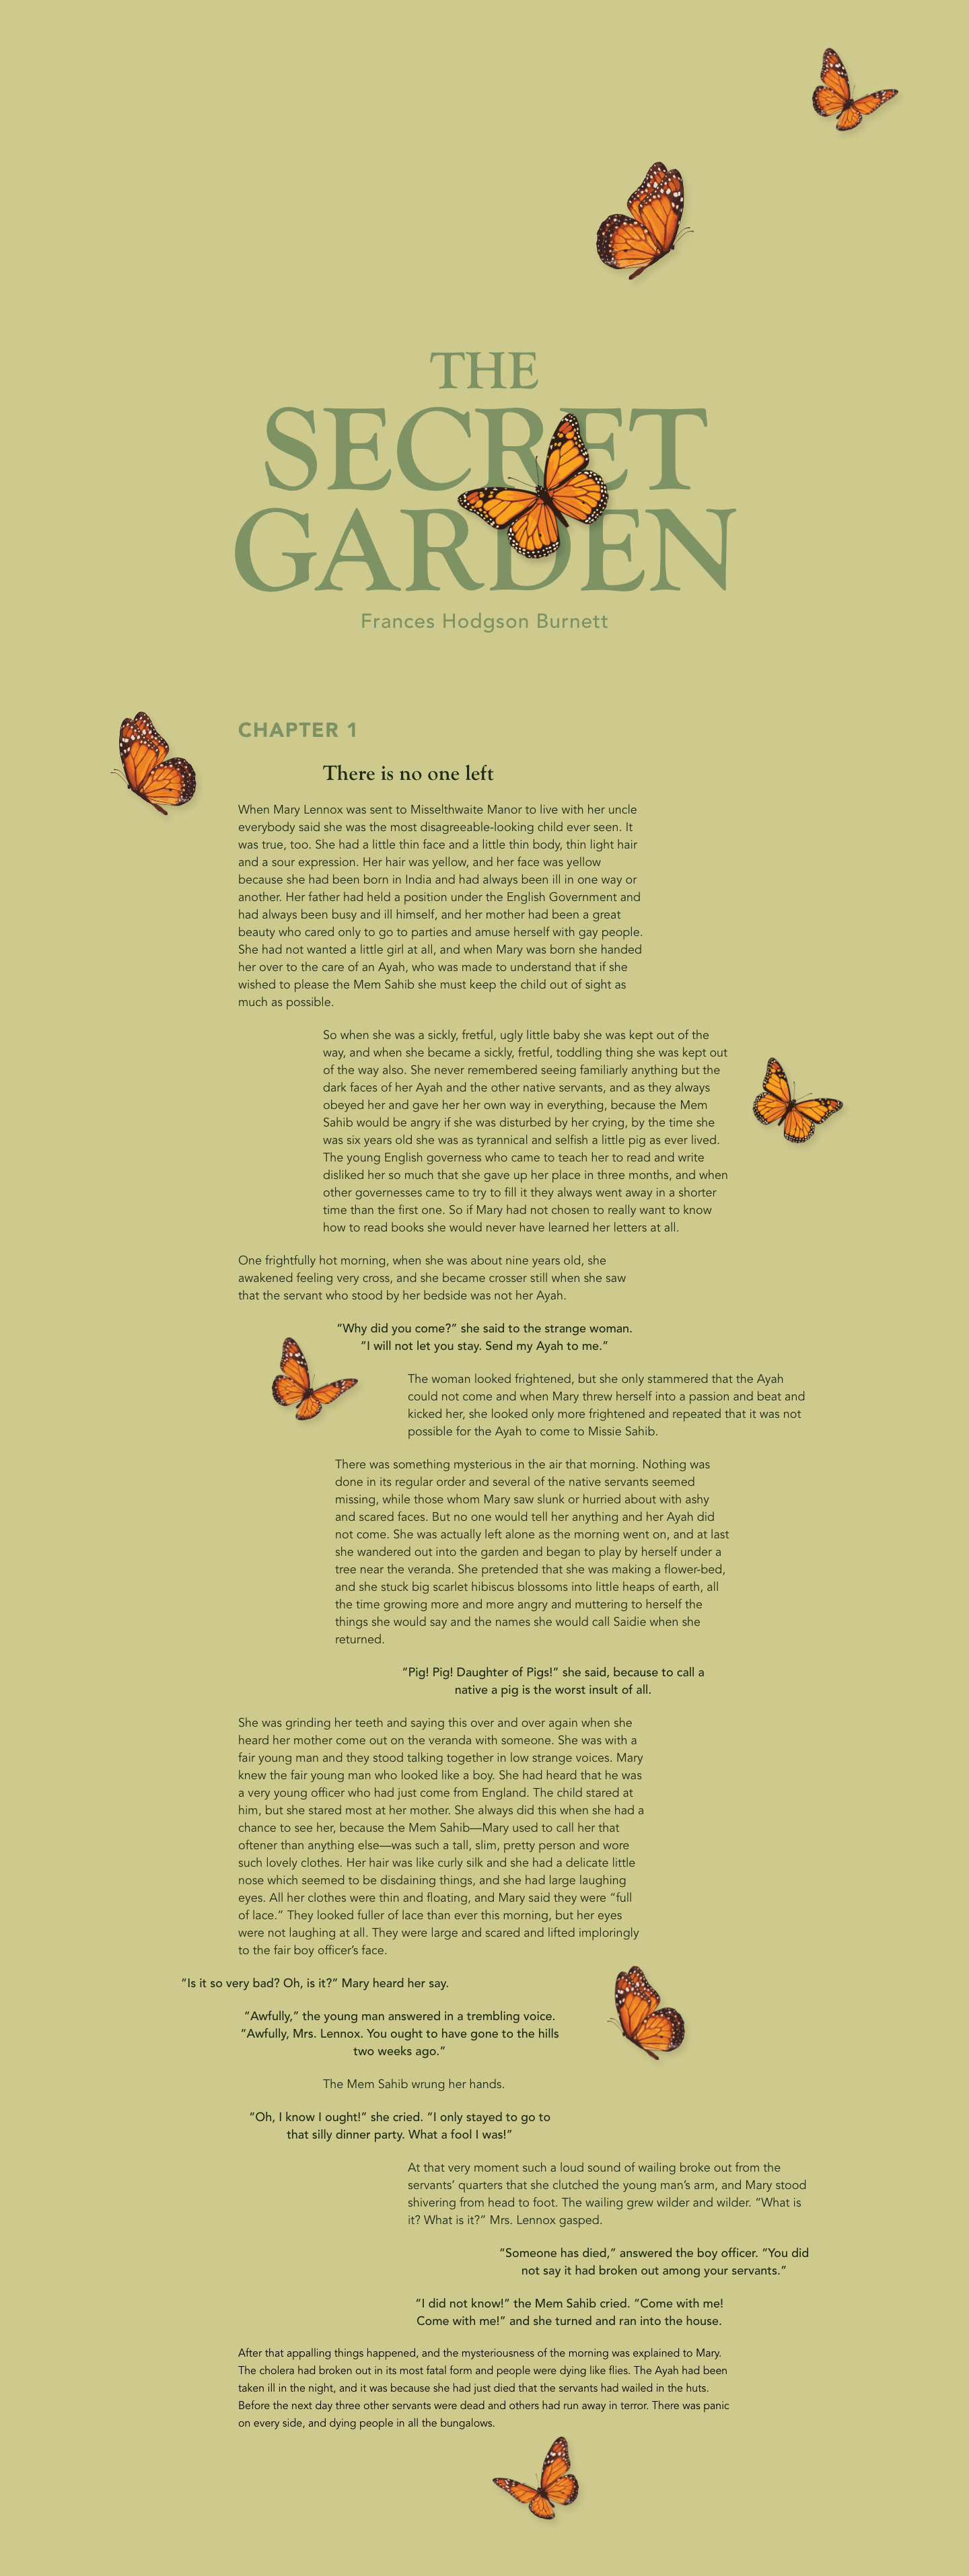 THE
SECRET
GARDEN
Frances Hodgson Burnett
CHAPTER 1
There is no one left
When Mary Lennox was sent to Misselthwaite Manor to live with her uncle
everybody said she was the most disagreeable-looking child ever seen. It
was true, too. She had a little thin face and a little thin body, thin light hair
and a sour expression. Her hair was yellow, and her face was yellow
because she had been born in India and had always been ill in one way or
another. Her father had held a position under the English Government and
had always been busy and ill himself, and her mother had been a great
beauty who cared only to go to parties and amuse herself with gay people.
She had not wanted a little girl at all, and when Mary was born she handed
her over to the care of an Ayah, who was made to understand that if she
wished to please the Mem Sahib she must keep the child out of sight as
much as possible.
So when she was a sickly, fretful, ugly little baby she was kept out of the
way, and when she became a sickly, fretful, toddling thing she was kept out
of the way also. She never remembered seeing familiarly anything but the
dark faces of her Ayah and the other native servants, and as they always
obeyed her and gave her her own way in everything, because the Mem
Sahib would be angry if she was disturbed by her crying, by the time she
was six years old she was as tyrannical and selfish a little pig as ever lived.
The young English governess who came to teach her to read and write
disliked her so much that she gave up her place in three months, and when
other governesses came to try to fill it they always went away in a shorter
time than the first one. So if Mary had not chosen to really want to know
how to read books she would never have learned her letters at all.
One frightfully hot morning, when she was about nine years old, she
awakened feeling very cross, and she became crosser still when she saw
that the servant who stood by her bedside was not her Ayah.
“Why did you come?” she said to the strange woman.
“I will not let you stay. Send my Ayah to me.”
The woman looked frightened, but she only stammered that the Ayah
could not come and when Mary threw herself into a passion and beat and
kicked her, she looked only more frightened and repeated that it was not
possible for the Ayah to come to Missie Sahib.
There was something mysterious in the air that morning. Nothing was
done in its regular order and several of the native servants seemed
missing, while those whom Mary saw slunk or hurried about with ashy
and scared faces. But no one would tell her anything and her Ayah did
not come. She was actually left alone as the morning went on, and at last
she wandered out into the garden and began to play by herself under a
tree near the veranda. She pretended that she was making a flower-bed,
and she stuck big scarlet hibiscus blossoms into little heaps of earth, all
the time growing more and more angry and muttering to herself the
things she would say and the names she would call Saidie when she
returned.
“Pig! Pig! Daughter of Pigs!” she said, because to call a
native a pig is the worst insult of all.
She was grinding her teeth and saying this over and over again when she
heard her mother come out on the veranda with someone. She was with a
fair young man and they stood talking together in low strange voices. Mary
knew the fair young man who looked like a boy. She had heard that he was
a very young officer who had just come from England. The child stared at
him, but she stared most at her mother. She always did this when she had a
chance to see her, because the Mem Sahib—Mary used to call her that
oftener than anything else—was such a tall, slim, pretty person and wore
such lovely clothes. Her hair was like curly silk and she had a delicate little
nose which seemed to be disdaining things, and she had large laughing
eyes. All her clothes were thin and floating, and Mary said they were “full
of lace.” They looked fuller of lace than ever this morning, but her eyes
were not laughing at all. They were large and scared and lifted imploringly
to the fair boy officer’s face.
“Is it so very bad? Oh, is it?” Mary heard her say.
“Awfully,” the young man answered in a trembling voice.
“Awfully, Mrs. Lennox. You ought to have gone to the hills
two weeks ago.”
The Mem Sahib wrung her hands.
“Oh, I know I ought!” she cried. “I only stayed to go to
that silly dinner party. What a fool I was!”
At that very moment such a loud sound of wailing broke out from the
servants’ quarters that she clutched the young man’s arm, and Mary stood
shivering from head to foot. The wailing grew wilder and wilder. “What is
it? What is it?” Mrs. Lennox gasped.
“Someone has died,” answered the boy officer. “You did
not say it had broken out among your servants.”
“I did not know!” the Mem Sahib cried. “Come with me!
Come with me!” and she turned and ran into the house.
After that appalling things happened, and the mysteriousness of the morning was explained to Mary.
The cholera had broken out in its most fatal form and people were dying like flies. The Ayah had been
taken ill in the night, and it was because she had just died that the servants had wailed in the huts.
Before the next day three other servants were dead and others had run away in terror. There was panic
on every side, and dying people in all the bungalows.